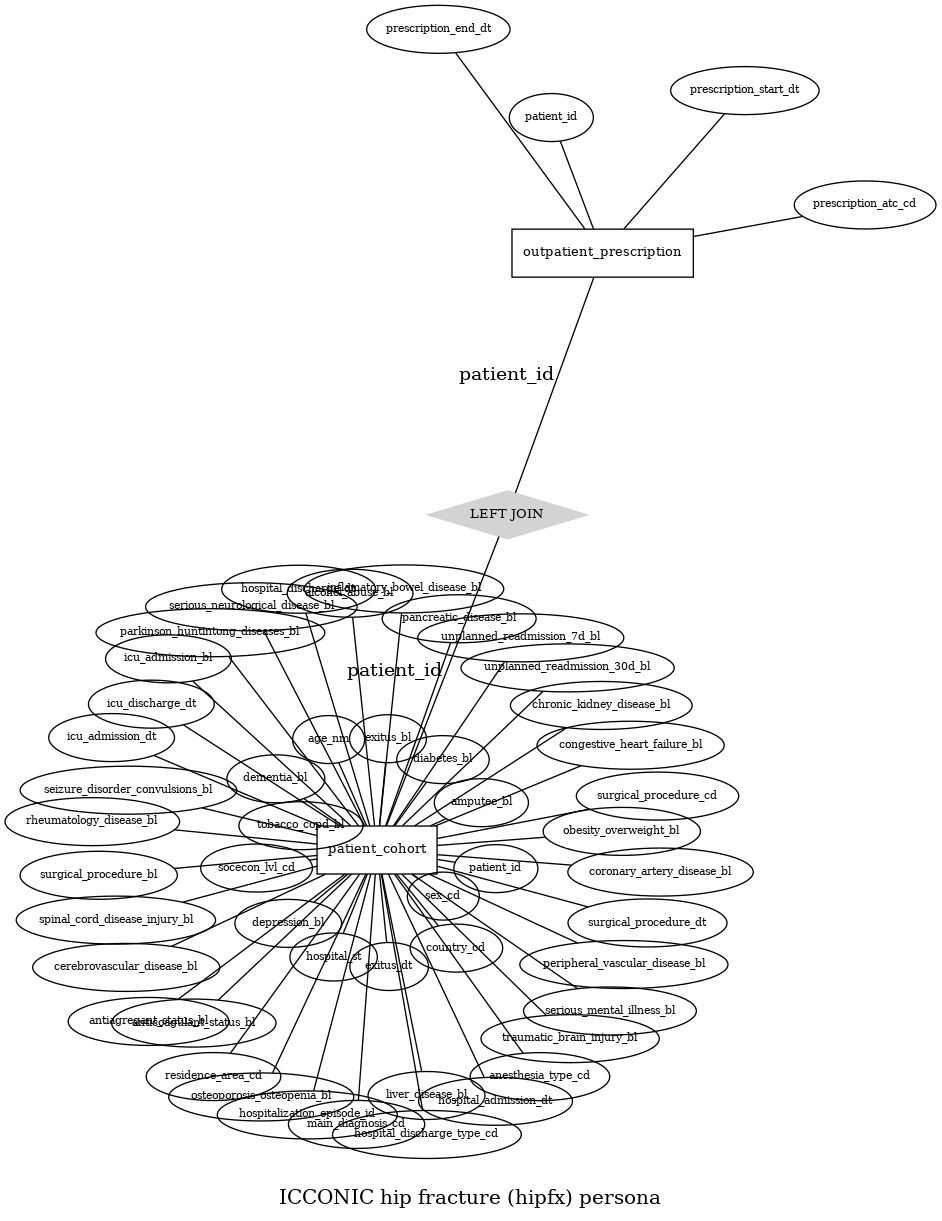 prescription_end_dt
prescription_start_dt
patient_id
prescription_atc_cd
outpatient_prescription
patient_id
LEFT JOIN
hospital_discharge_dt
inflamatory_bowel_disease_bl
alcohol_abuse_bl
serious_neurological_disease_bl
pancreatic_disease_bl
parkinson_huntintong_diseases_bl
unplanned_readmission_7d_bl
icu_admission_bl
unplanned_readmission_30d_bl
patient_id
icu_discharge_dt
chronic_kidney_disease_bl
icu_admission_dt
age_nm
exitus_bl
congestive_heart_failure_bl
diabetes_bl
dementia_bl
seizure_disorder_convulsions_bl
surgical_procedure_cd
amputee_bl
rheumatology_disease_bl
tobacco_copd_bl
obesity_overweight_bl
patient_cohort
surgical_procedure_bl
socecon_lvl_cd
patient_id
coronary_artery_disease_bl
sex_cd
spinal_cord_disease_injury_bl
depression_bl
surgical_procedure_dt
country_cd
hospital_st
exitus_dt
cerebrovascular_disease_bl
peripheral_vascular_disease_bl
serious_mental_illness_bl
antiagregant_status_bl
anticoagulant_status_bl
traumatic_brain_injury_bl
residence_area_cd
anesthesia_type_cd
osteoporosis_osteopenia_bl
liver_disease_bl
hospital_admission_dt
hospitalization_episode_id
main_diagnosis_cd
hospital_discharge_type_cd
ICCONIC hip fracture (hipfx) persona